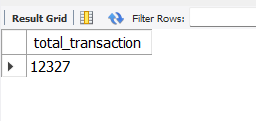 Result Grid Filter Rows:
total_transaction
12327